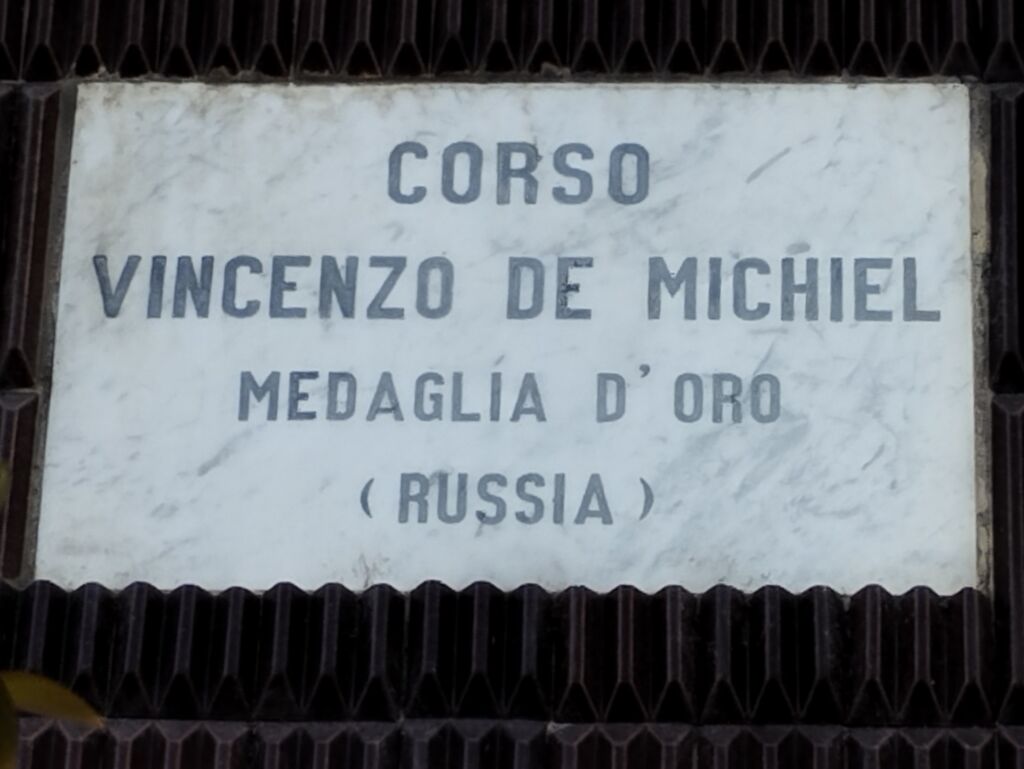 CORSO
VINCENZO DE MICHIEL
MEDAGLIA D'ORO
(RUSSIA)